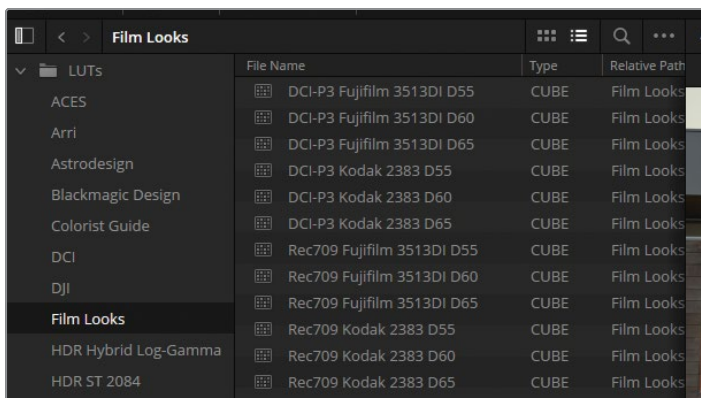 Film Looks
LUTs
ACES
Arri
Astrodesign
Blackmagic Design
Colorist Guide
DCI
DJI
Film Looks
HDR Hybrid Log-Gamma
HDR ST 2084
File Name Type Relative Path
DCI-P3 Fujifilm 3513DI D55 CUBE Film Looks
DCI-P3 Fujifilm 3513DI D60 CUBE Film Looks
DCI-P3 Fujifilm 3513DI D65 CUBE Film Looks
DCI-P3 Kodak 2383 D55 CUBE Film Looks
DCI-P3 Kodak 2383 D60 CUBE Film Looks
DCI-P3 Kodak 2383 D65 CUBE Film Looks
Rec709 Fujifilm 3513DI D55 CUBE Film Looks
Rec709 Fujifilm 3513DI D60 CUBE Film Looks
Rec709 Fujifilm 3513DI D65 CUBE Film Looks
Rec709 Kodak 2383 D55 CUBE Film Looks
Rec709 Kodak 2383 D60 CUBE Film Looks
Rec709 Kodak 2383 D65 CUBE Film Looks